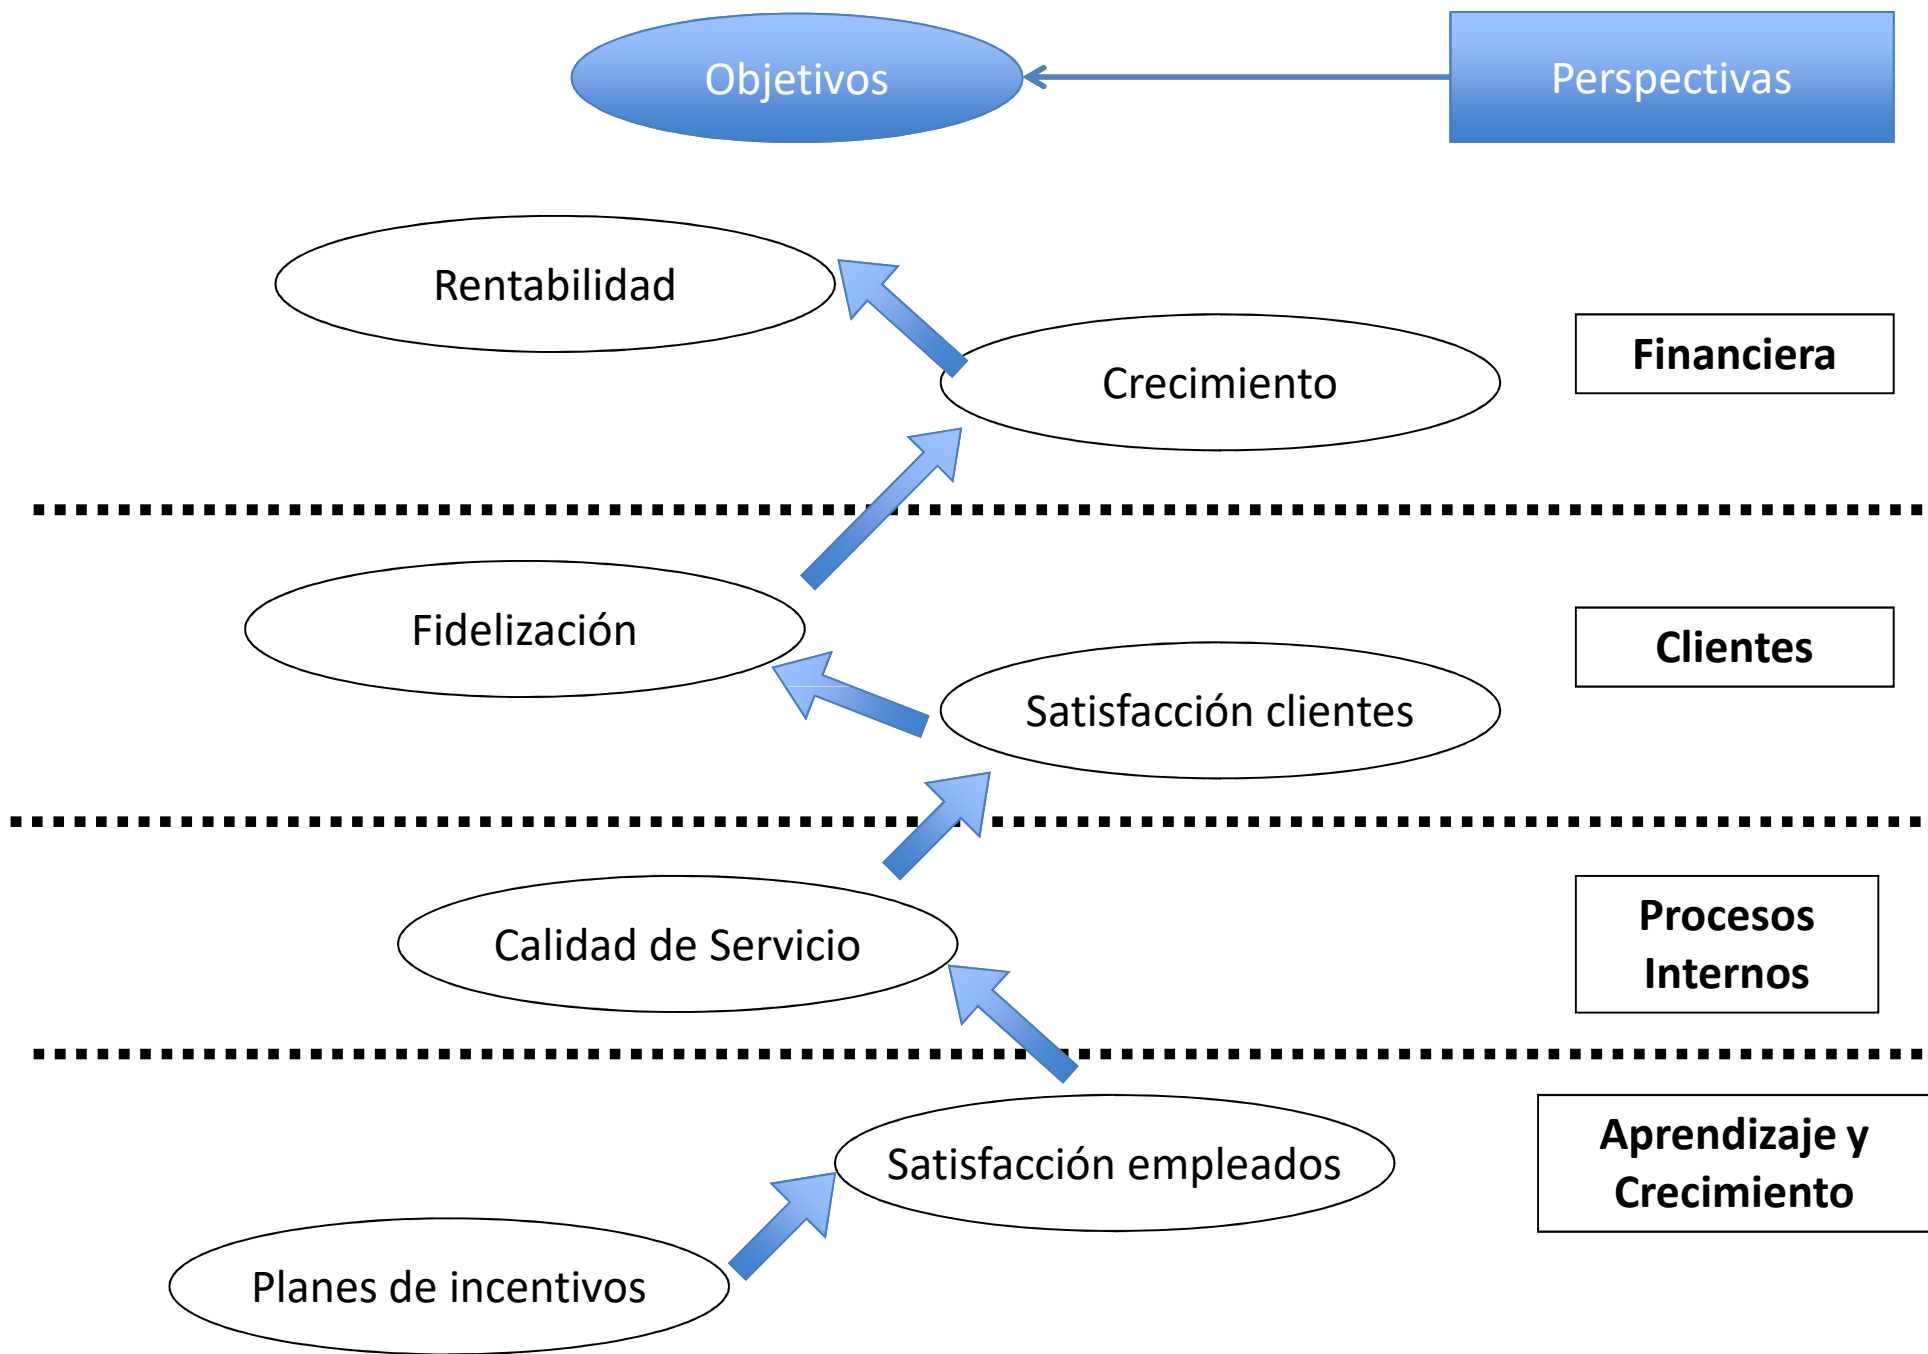 Objetivos
Perspectivas
Rentabilidad
Crecimiento
Financiera
Fidelización
Clientes
Satisfacción clientes
Calidad de Servicio
Procesos
Internos
Satisfacción empleados
Aprendizaje y
Crecimiento
Planes de incentivos